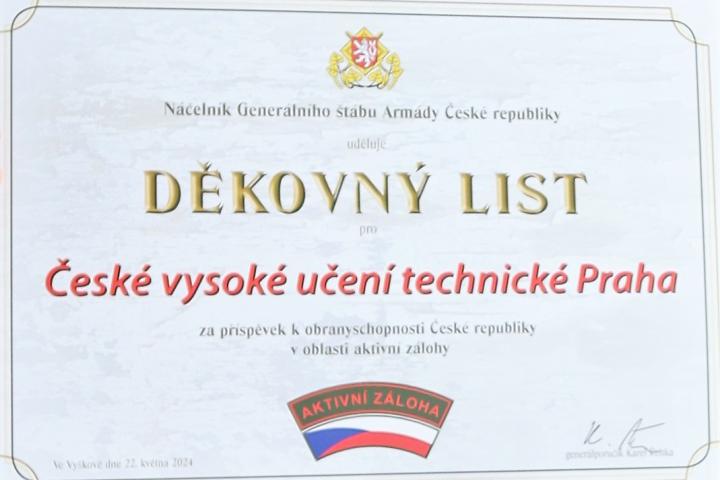 Náčelník Generálního štábu Armády České republiky
uděluje
DĚKOVNÝ LIST
pro
České vysoké učení technické Praha
za příspěvek k obranyschopnosti České republiky
v oblasti aktivní zálohy
AKTIVNÍ ZÁLOHA
Ve Vyškově dne 22. května 2024
generálporučík Karel Řehka